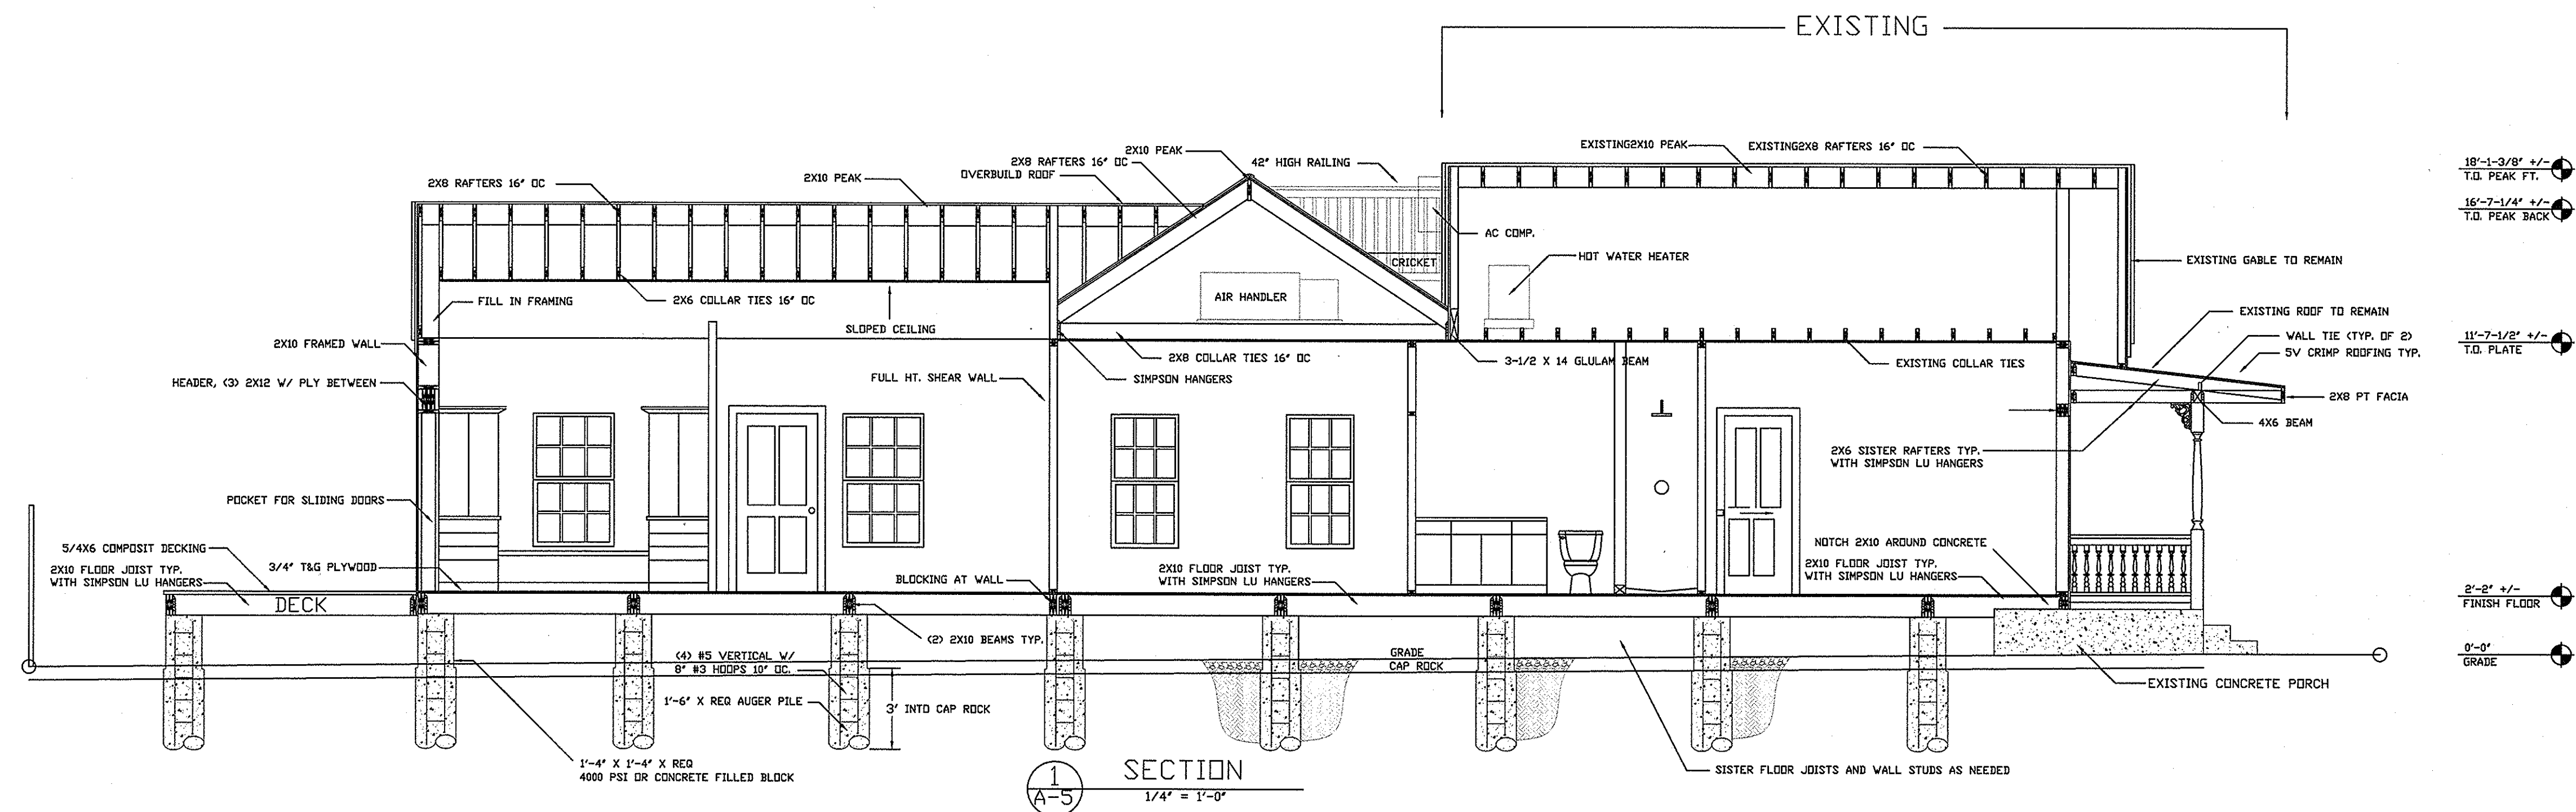 EXISTING
2X10 PEAK
2X8 RAFTERS 16" OC
OVERBUILD ROOF
42" HIGH RAILING
EXISTING2X10 PEAK
EXISTING2X8 RAFTERS 16" OC
18'-1-3/8" +/-
T.O. PEAK FT.
2X8 RAFTERS 16" OC
2X10 PEAK
16'-7-1/4" +/-
T.O. PEAK BACK
AC COMP.
HOT WATER HEATER
CRICKET
EXISTING GABLE TO REMAIN
FILL IN FRAMING
2X6 COLLAR TIES 16" OC
AIR HANDLER
SLOPED CEILING
EXISTING ROOF TO REMAIN
2X10 FRAMED WALL
2X8 COLLAR TIES 16" OC
3-1/2 X 14 GLULAM BEAM
EXISTING COLLAR TIES
WALL TIE (TYP. OF 2)
5V CRIMP ROOFING TYP.
11'-7-1/2" +/-
T.O. PLATE
HEADER, (3) 2X12 W/ PLY BETWEEN
FULL HT. SHEAR WALL
SIMPSON HANGERS
2X8 PT FACIA
4X6 BEAM
2X6 SISTER RAFTERS TYP.
WITH SIMPSON LU HANGERS
POCKET FOR SLIDING DOORS
5/4X6 COMPOSIT DECKING
2X10 FLOOR JOIST TYP.
WITH SIMPSON LU HANGERS
3/4" T&G PLYWOOD
BLOCKING AT WALL
2X10 FLOOR JOIST TYP.
WITH SIMPSON LU HANGERS
NOTCH 2X10 AROUND CONCRETE
2X10 FLOOR JOIST TYP.
WITH SIMPSON LU HANGERS
DECK
2'-2" +/-
FINISH FLOOR
(2) 2X10 BEAMS TYP.
(4) #5 VERTICAL W/
8" #3 HOOPS 10" OC.
GRADE
CAP ROCK
0'-0"
GRADE
1'-6" X REQ AUGER PILE
3' INTO CAP ROCK
EXISTING CONCRETE PORCH
1'-4" X 1'-4" X REQ
4000 PSI OR CONCRETE FILLED BLOCK
SISTER FLOOR JOISTS AND WALL STUDS AS NEEDED
1
A-5
SECTION
1/4" = 1'-0"